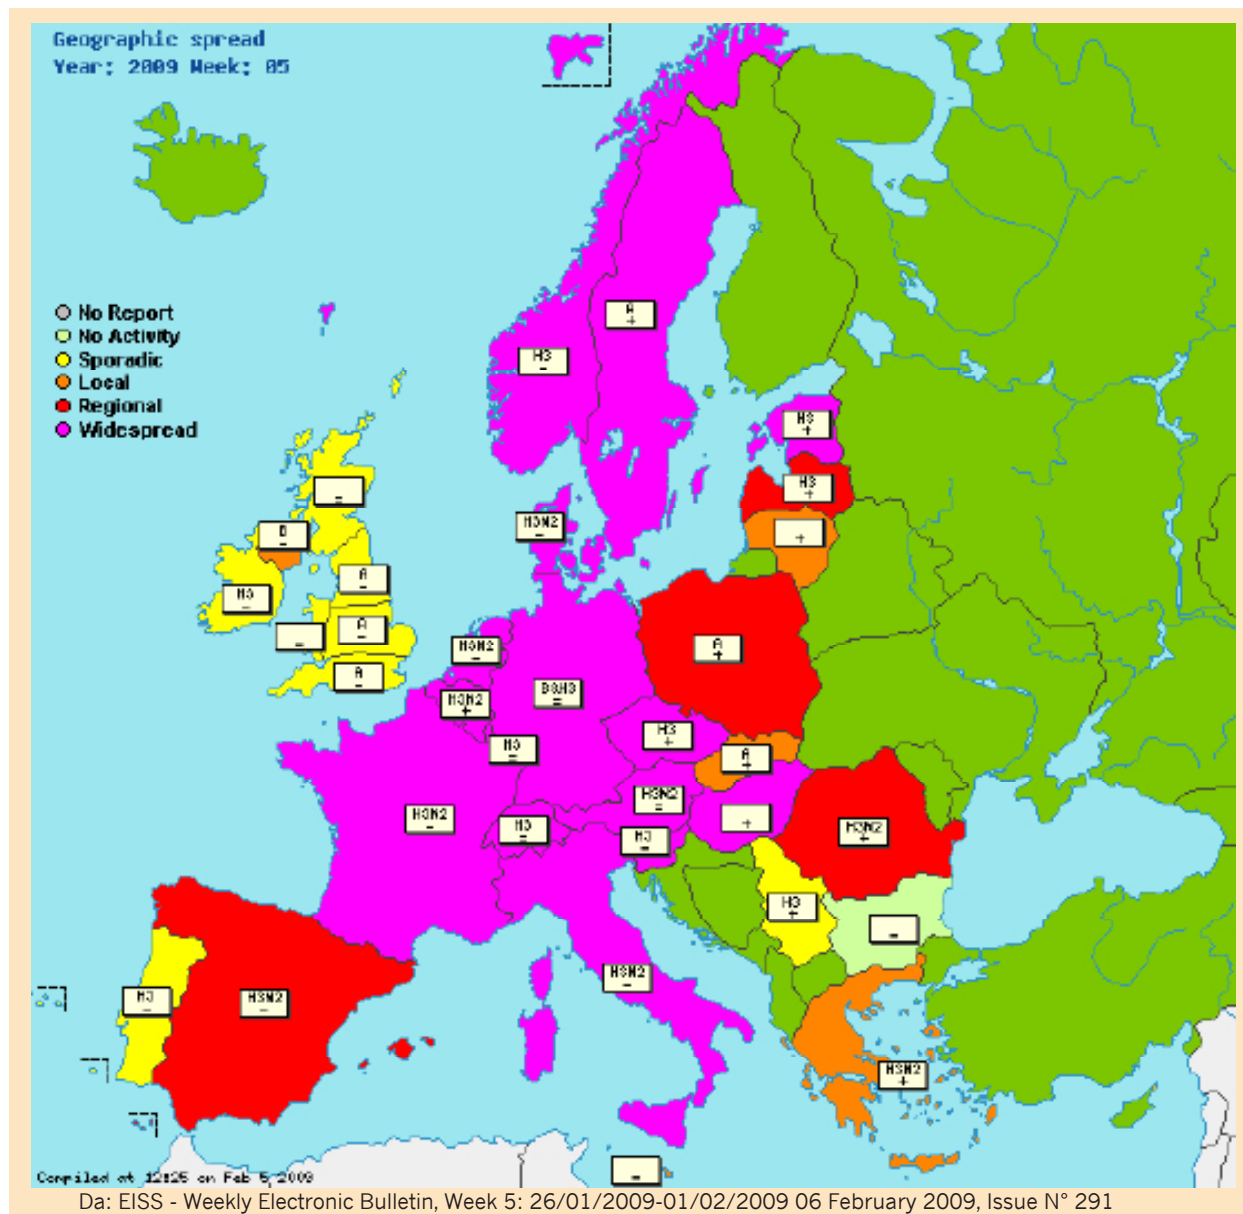 Geographic spread
Year: 2009 Week: 05
No Report
No Activity
Sporadic
Local
Regional
Widespread
A
+
H3
-
H3
+
H3
+
+
=
H3N2
-
B
-
A
=
H3
-
A
-
=
H3N2
=
A
+
A
=
B&H3
=
H3N2
+
H3
+
H3
=
A
+
H3N2
=
H3N2
-
+
H3
=
H3N2
+
H3
=
H3
+
=
H3N2
-
H3
-
H3N2
-
H3N2
+
=
Compiled at 12:25 on Feb 5 2009
Da: EISS - Weekly Electronic Bulletin, Week 5: 26/01/2009-01/02/2009 06 February 2009, Issue N° 291